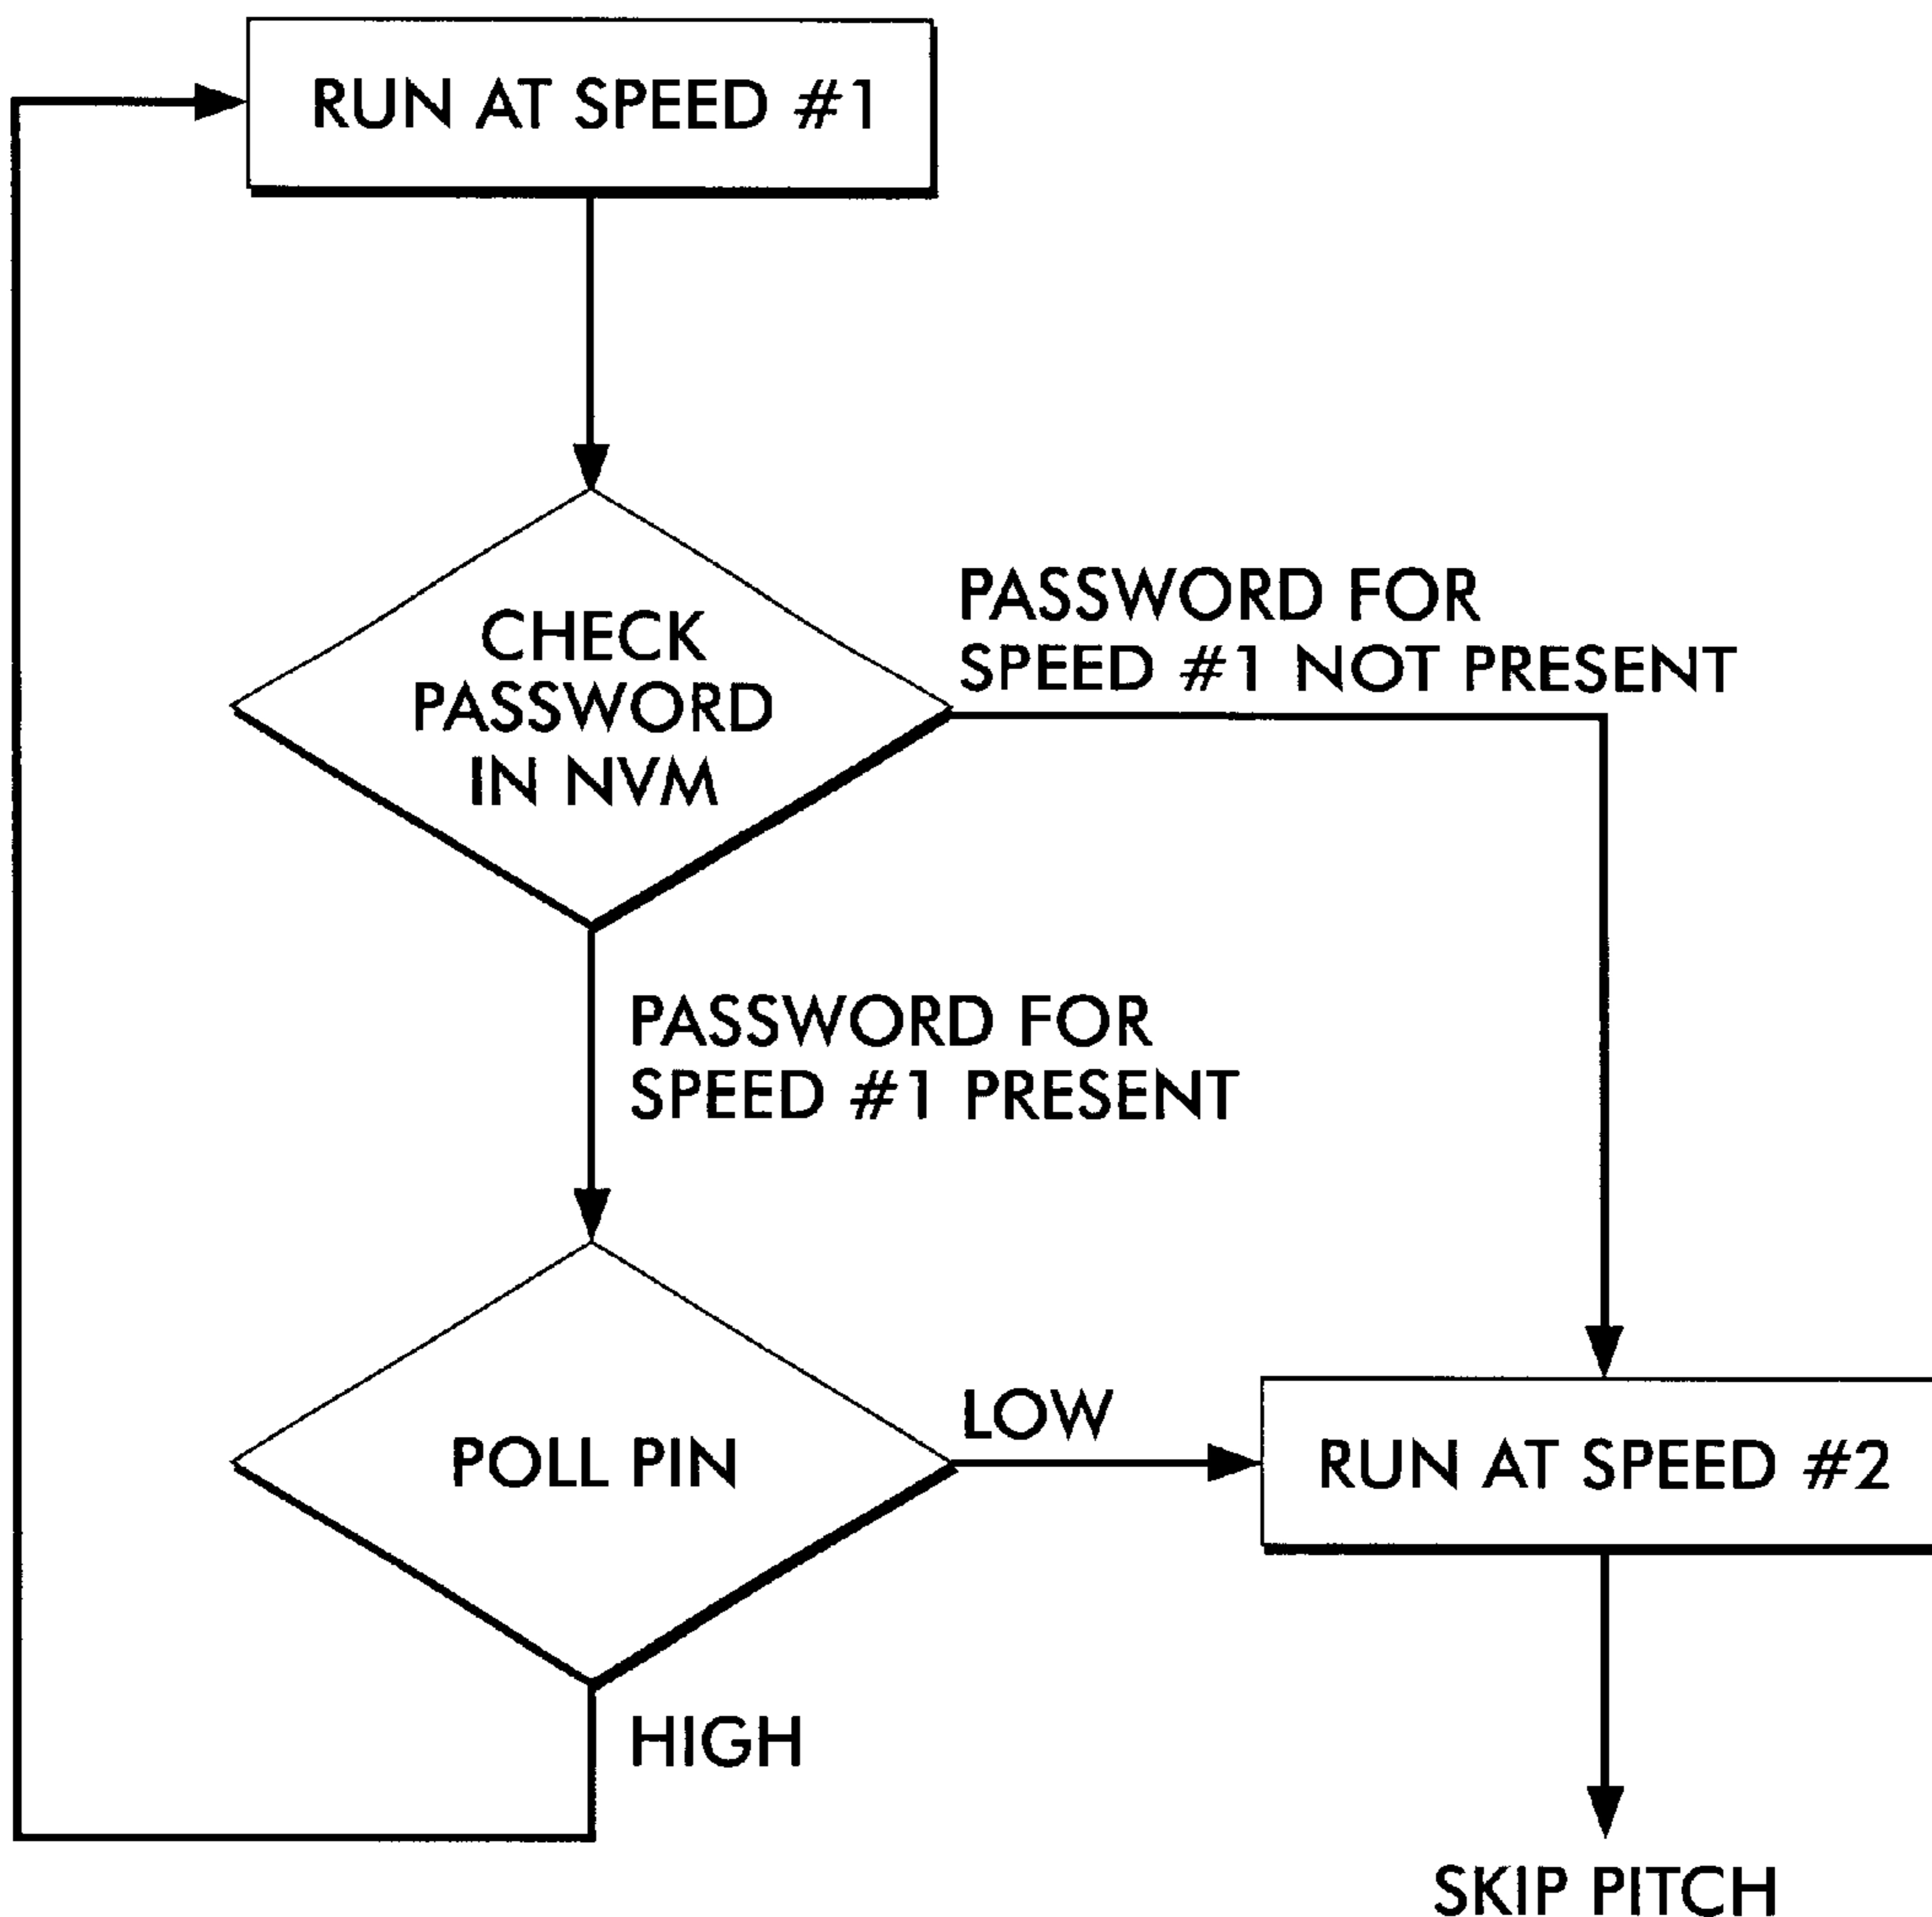 RUN AT SPEED #1
CHECK
PASSWORD
IN NVM
PASSWORD FOR
SPEED #1 NOT PRESENT
PASSWORD FOR
SPEED #1 PRESENT
POLL PIN
LOW
RUN AT SPEED #2
HIGH
SKIP PITCH